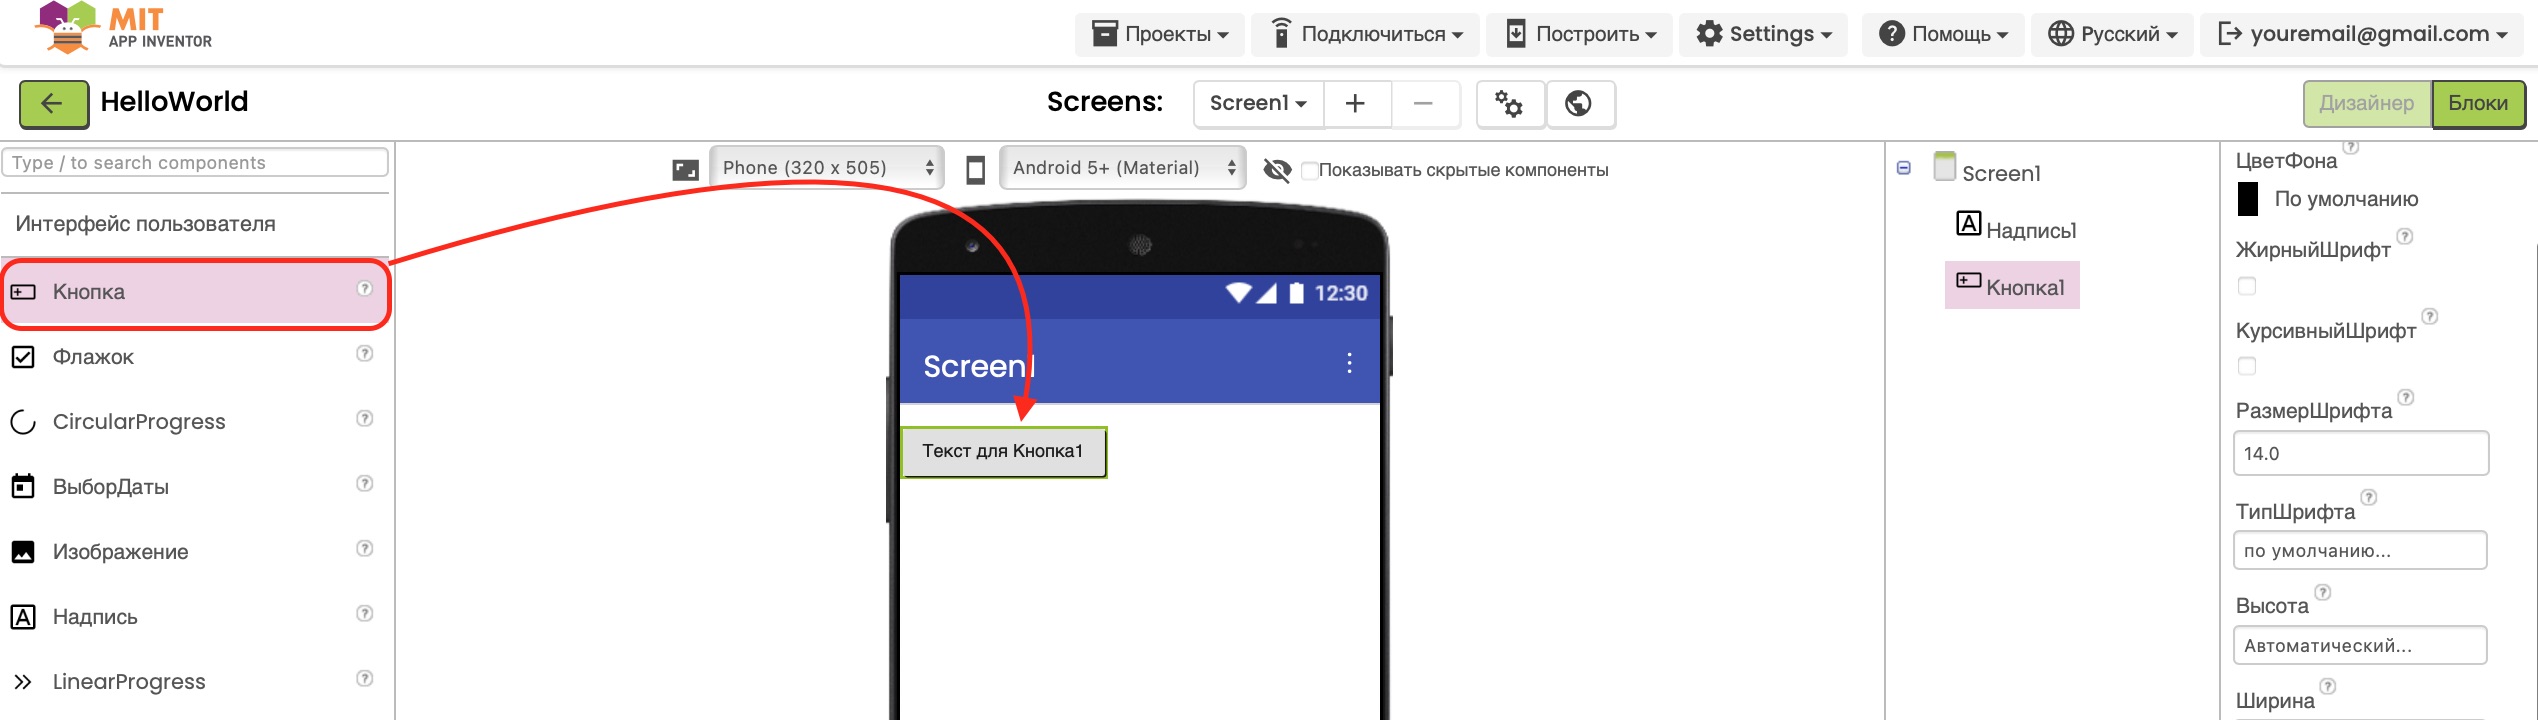 MIT
APP INVENTOR
Проекты
Подключиться
Построить
Settings
Помощь
Русский
youremail@gmail.com
HelloWorld
Screens:
Screen1
Дизайнер
Блоки
Type / to search components
Интерфейс пользователя
Кнопка
Флажок
CircularProgress
ВыборДаты
Изображение
Надпись
LinearProgress
Phone (320 x 505)
Android 5+ (Material)
Показывать скрытые компоненты
12:30
Screen1
Текст для Кнопка1
Screen1
Надпись1
Кнопка1
ЦветФона
По умолчанию
ЖирныйШрифт
КурсивныйШрифт
РазмерШрифта
14.0
ТипШрифта
по умолчанию...
Высота
Автоматический...
Ширина